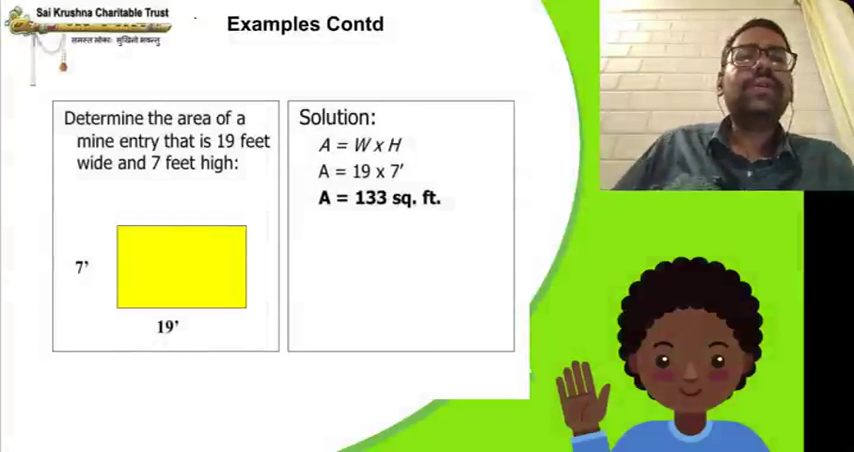 Sai Krushna Charitable Trust
समस्त लोकाः सुखिनो भवन्तु
Examples Contd
Determine the area of a
mine entry that is 19 feet
wide and 7 feet high:
7’
19’
Solution:
A = W x H
A = 19 x 7’
A = 133 sq. ft.